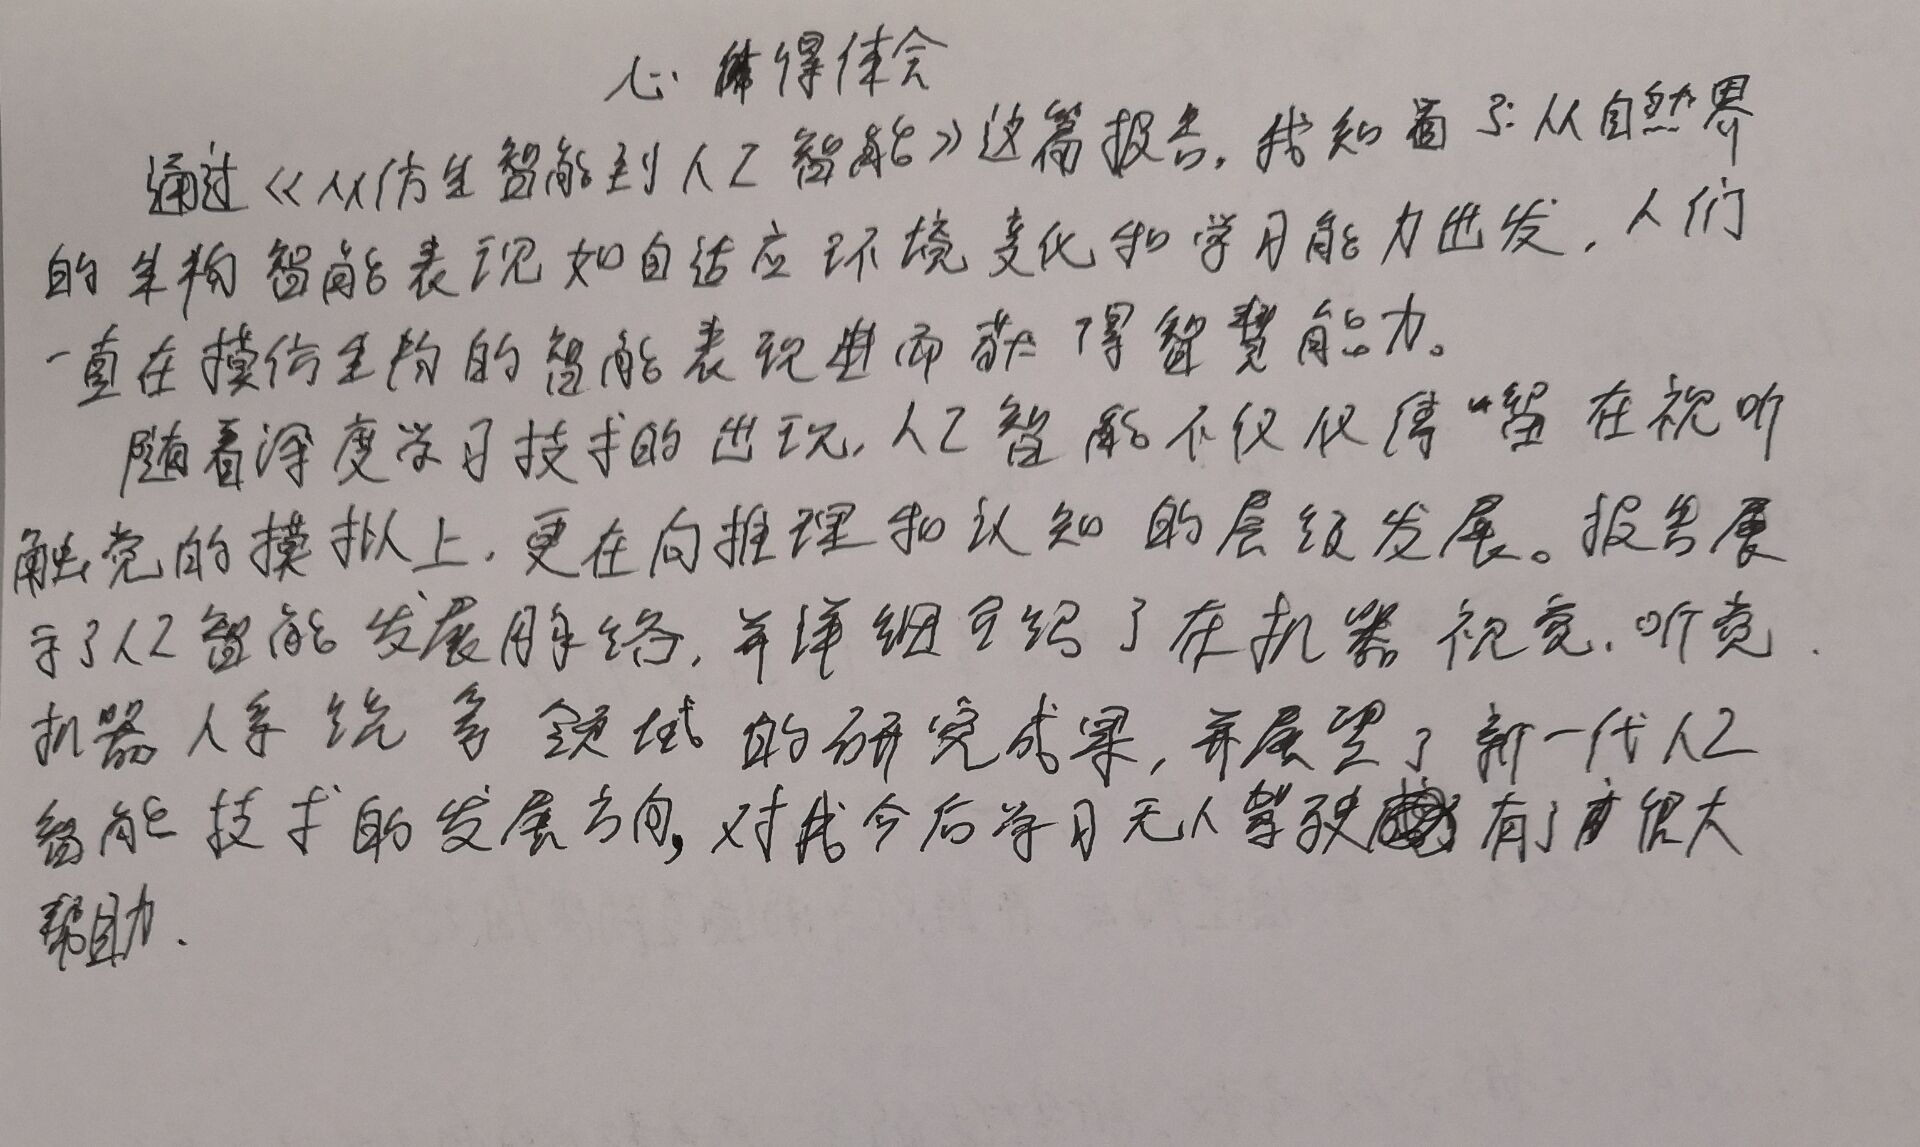 心得体会
通过《从仿生智能到人工智能》这篇报告,我知道了:从自然界
的生物智能表现如自适应环境变化和学习能力出发,人们
一直在摸仿生物的智能表现进而获得智慧能力。
随着深度学习技术的出现,人工智能不仅仅停留在视听
触觉的摸拟上,更在向推理和认知的层级发展。报告展
示了人工智能发展脉络,并详细介绍了在机器视觉、听觉、
机器人系统等领域的研究成果,并展望了新一代人工
智能技术的发展方向,对我今后学习无人驾驶有了很大
帮助.